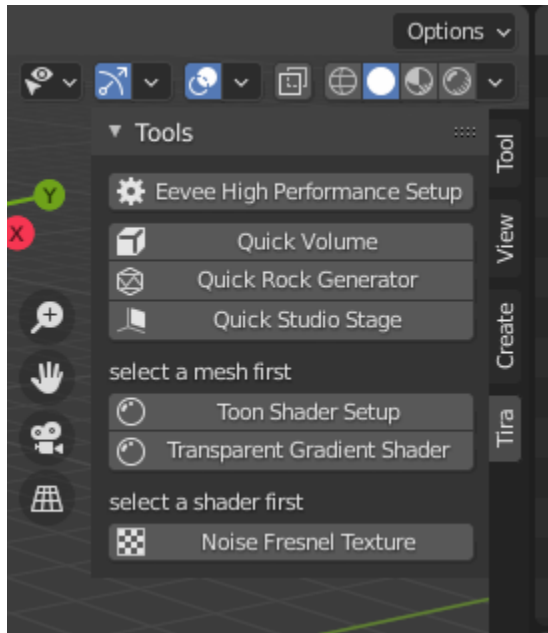 Options
Tools
Eevee High Performance Setup
Quick Volume
Quick Rock Generator
Quick Studio Stage
select a mesh first
Toon Shader Setup
Transparent Gradient Shader
select a shader first
Noise Fresnel Texture
Tool
View
Create
Tira
Y
X